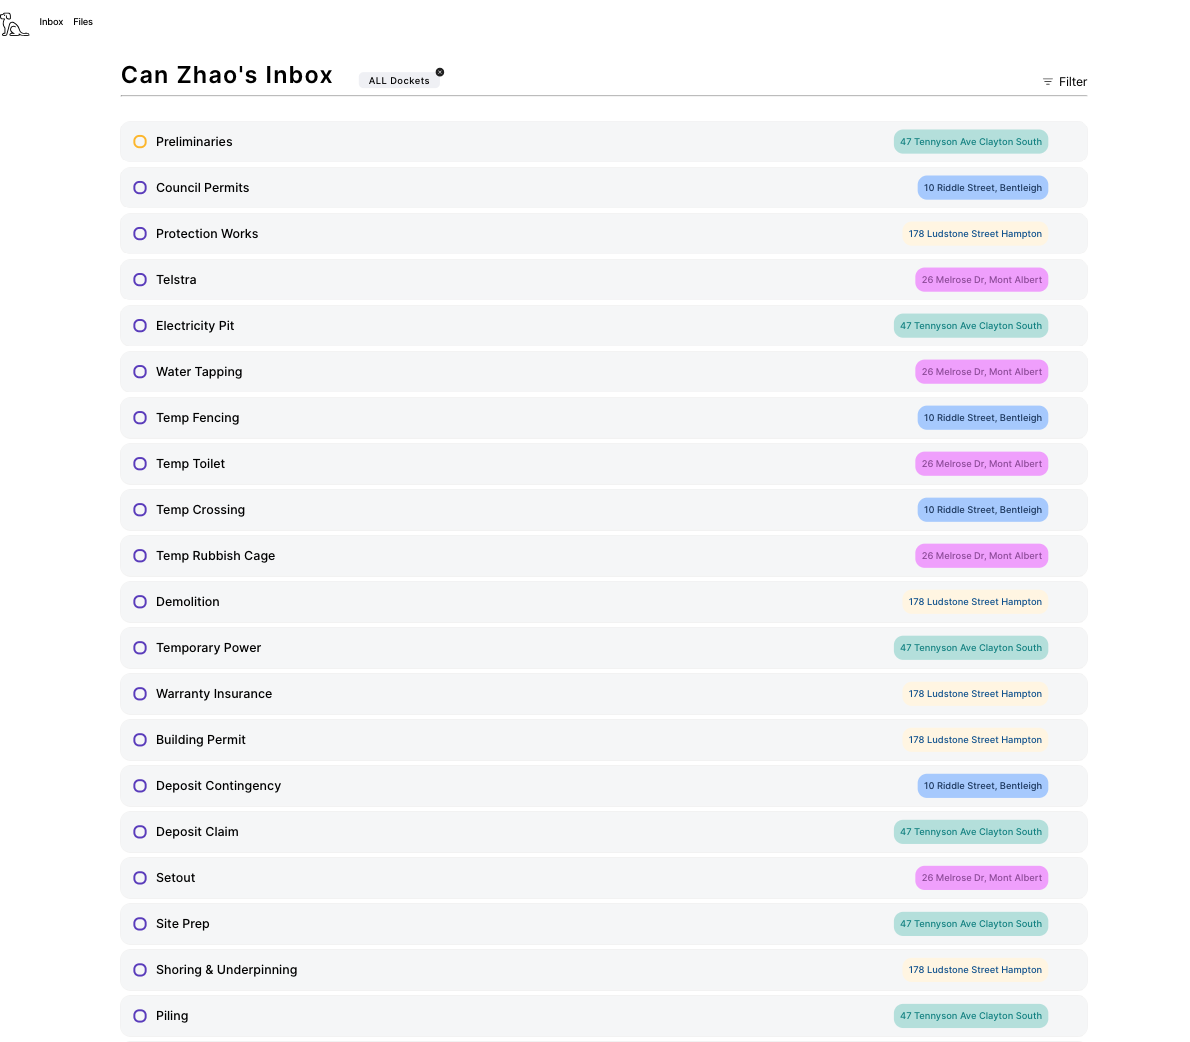 Inbox Files
Can Zhao's Inbox ALL Dockets Filter
Preliminaries 47 Tennyson Ave Clayton South
Council Permits 10 Riddle Street, Bentleigh
Protection Works 178 Ludstone Street Hampton
Telstra 26 Melrose Dr, Mont Albert
Electricity Pit 47 Tennyson Ave Clayton South
Water Tapping 26 Melrose Dr, Mont Albert
Temp Fencing 10 Riddle Street, Bentleigh
Temp Toilet 26 Melrose Dr, Mont Albert
Temp Crossing 10 Riddle Street, Bentleigh
Temp Rubbish Cage 26 Melrose Dr, Mont Albert
Demolition 178 Ludstone Street Hampton
Temporary Power 47 Tennyson Ave Clayton South
Warranty Insurance 178 Ludstone Street Hampton
Building Permit 178 Ludstone Street Hampton
Deposit Contingency 10 Riddle Street, Bentleigh
Deposit Claim 47 Tennyson Ave Clayton South
Setout 26 Melrose Dr, Mont Albert
Site Prep 47 Tennyson Ave Clayton South
Shoring & Underpinning 178 Ludstone Street Hampton
Piling 47 Tennyson Ave Clayton South